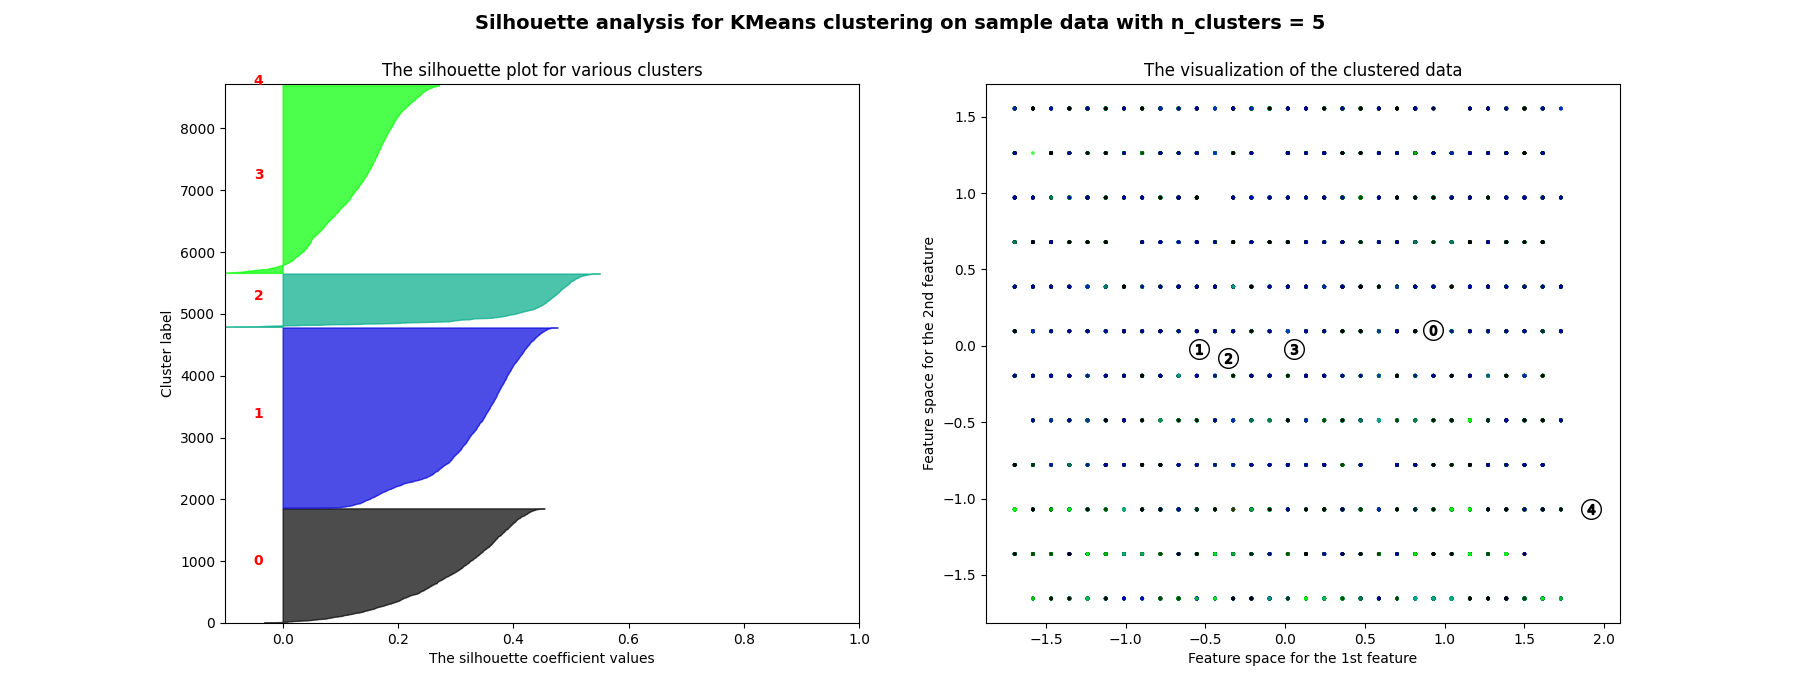 Silhouette analysis for KMeans clustering on sample data with n_clusters = 5
The silhouette plot for various clusters
4
3
2
1
0
8000
7000
6000
5000
4000
3000
2000
1000
0
Cluster label
0.0 0.2 0.4 0.6 0.8 1.0
The silhouette coefficient values
The visualization of the clustered data
1.5
1.0
0.5
0.0
−0.5
−1.0
−1.5
Feature space for the 2nd feature
0
1
2
3
4
−1.5 −1.0 −0.5 0.0 0.5 1.0 1.5 2.0
Feature space for the 1st feature